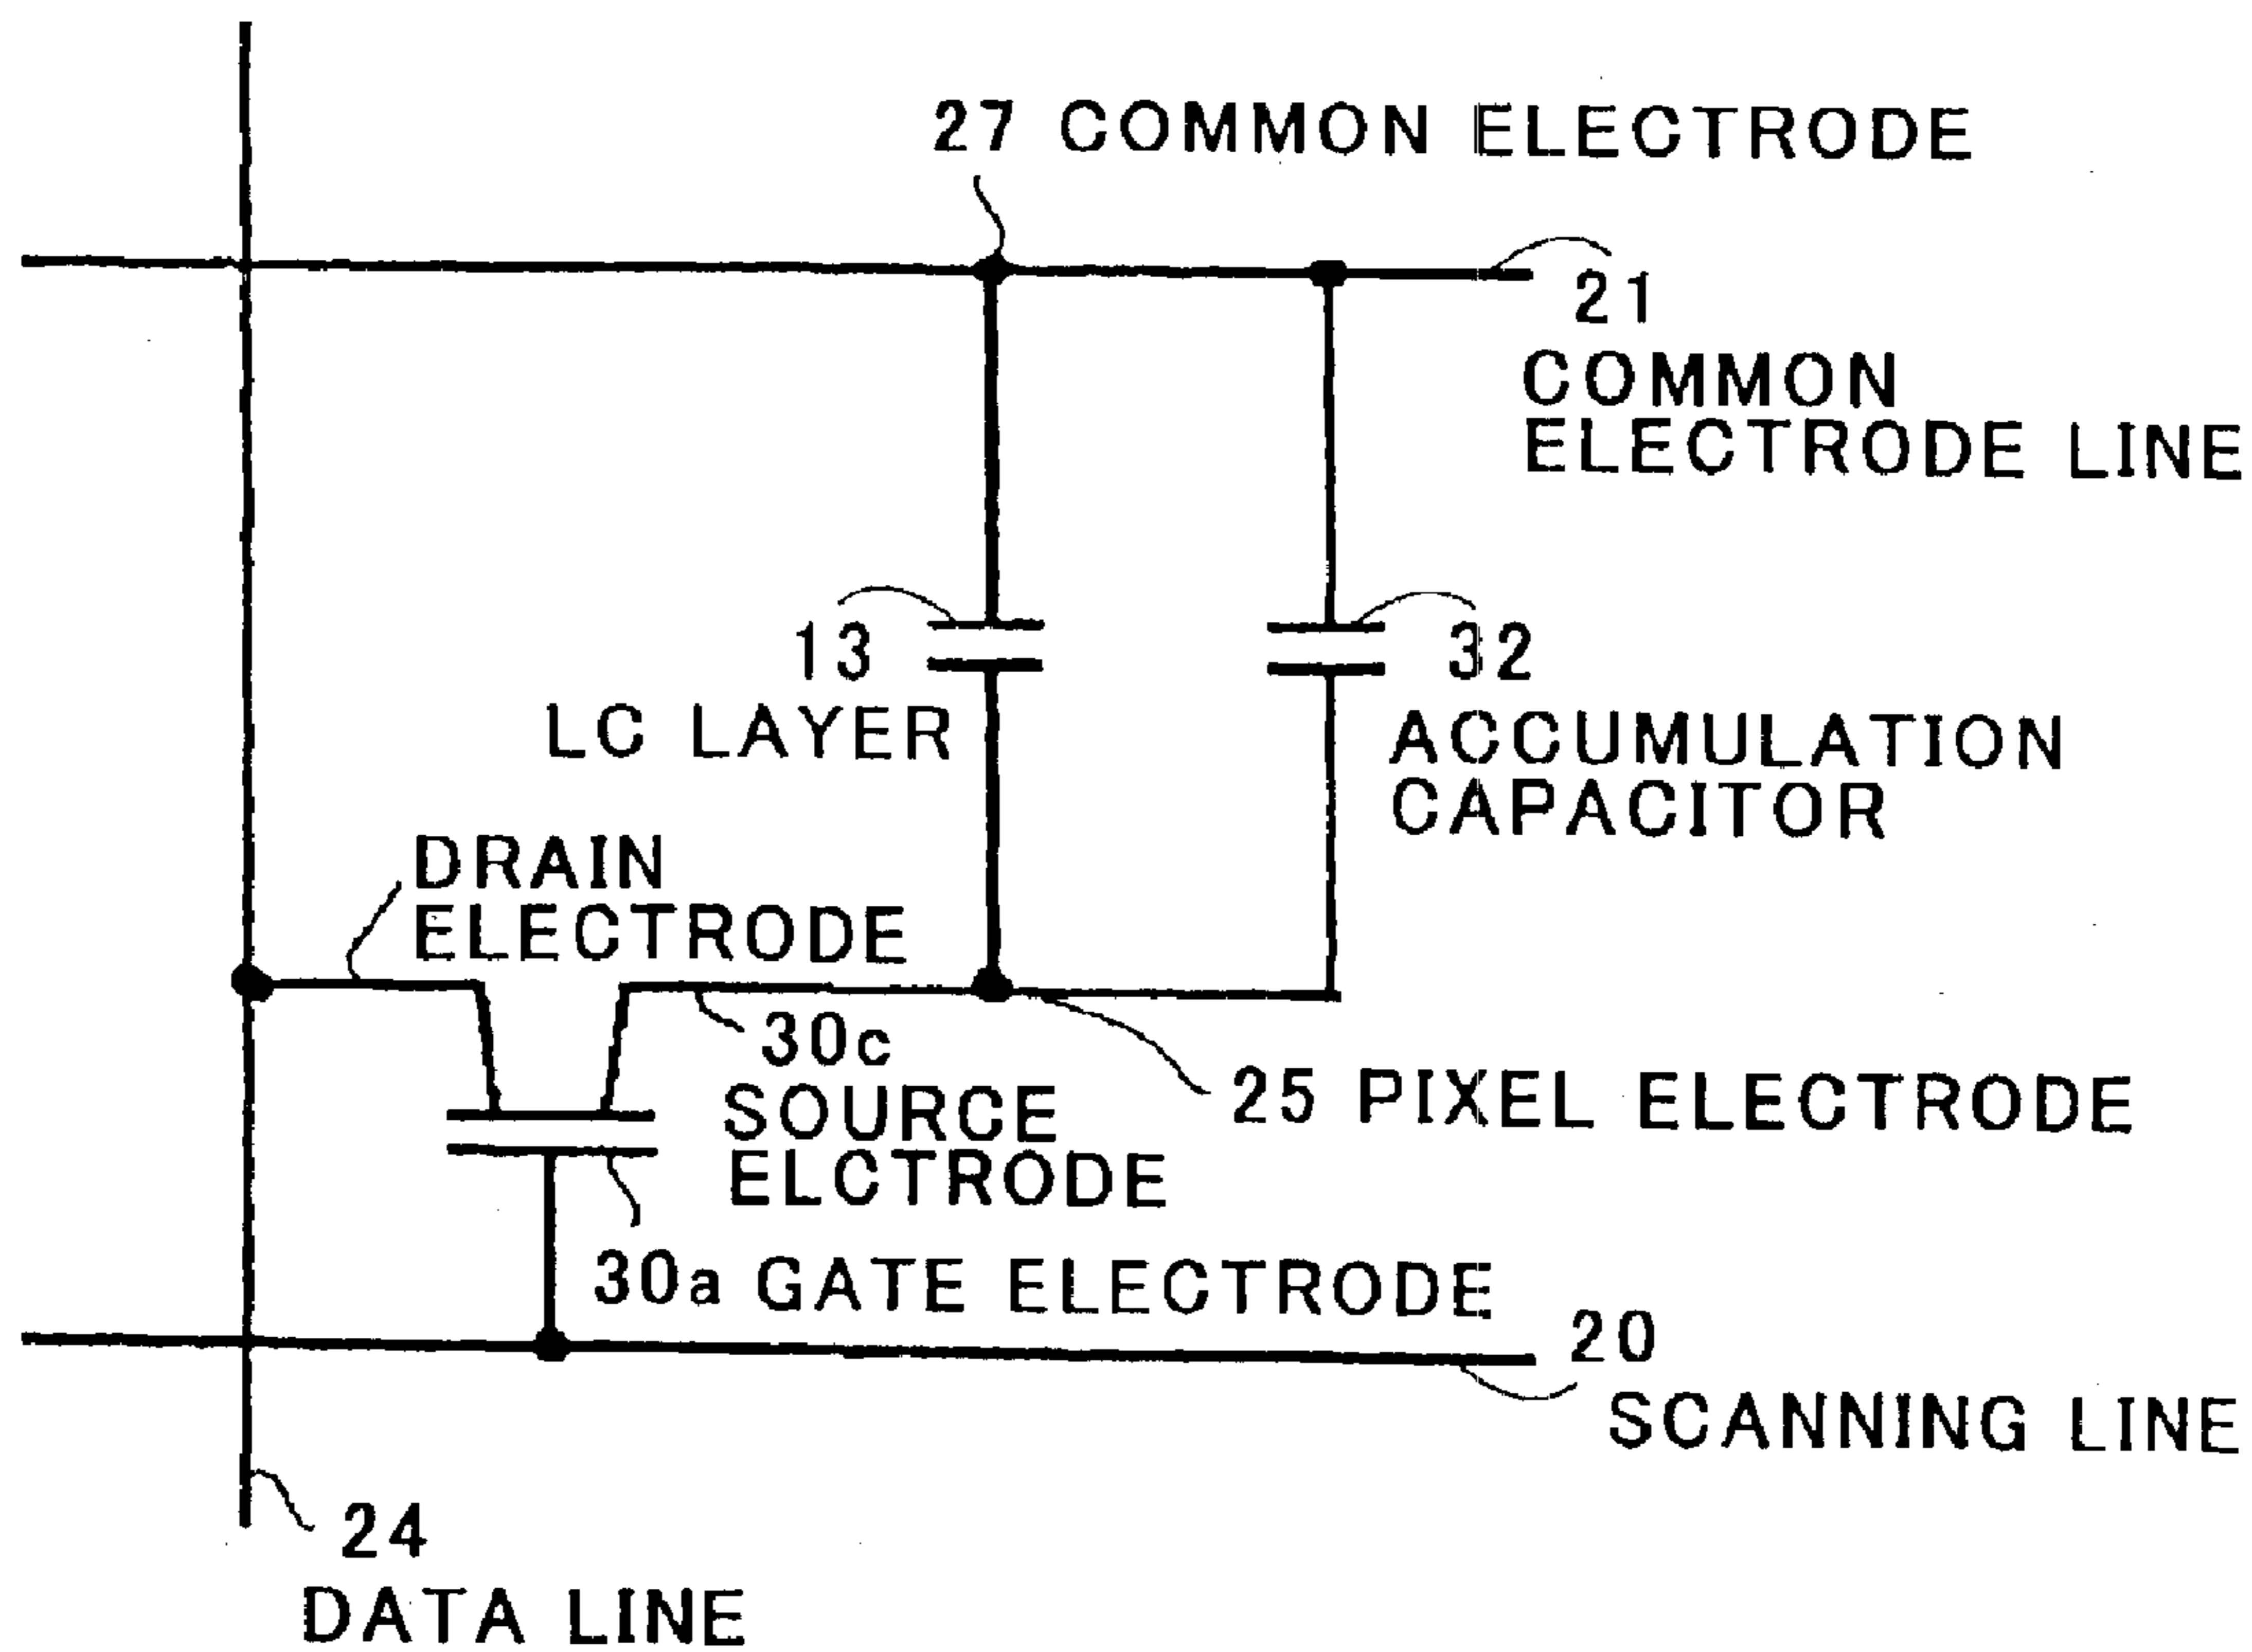 27 COMMON ELECTRODE
21
COMMON
ELECTRODE LINE
13
LC LAYER
32
ACCUMULATION
CAPACITOR
DRAIN
ELECTRODE
30c
SOURCE
ELCTRODE
25 PIXEL ELECTRODE
30a GATE ELECTRODE
20
SCANNING LINE
24
DATA LINE